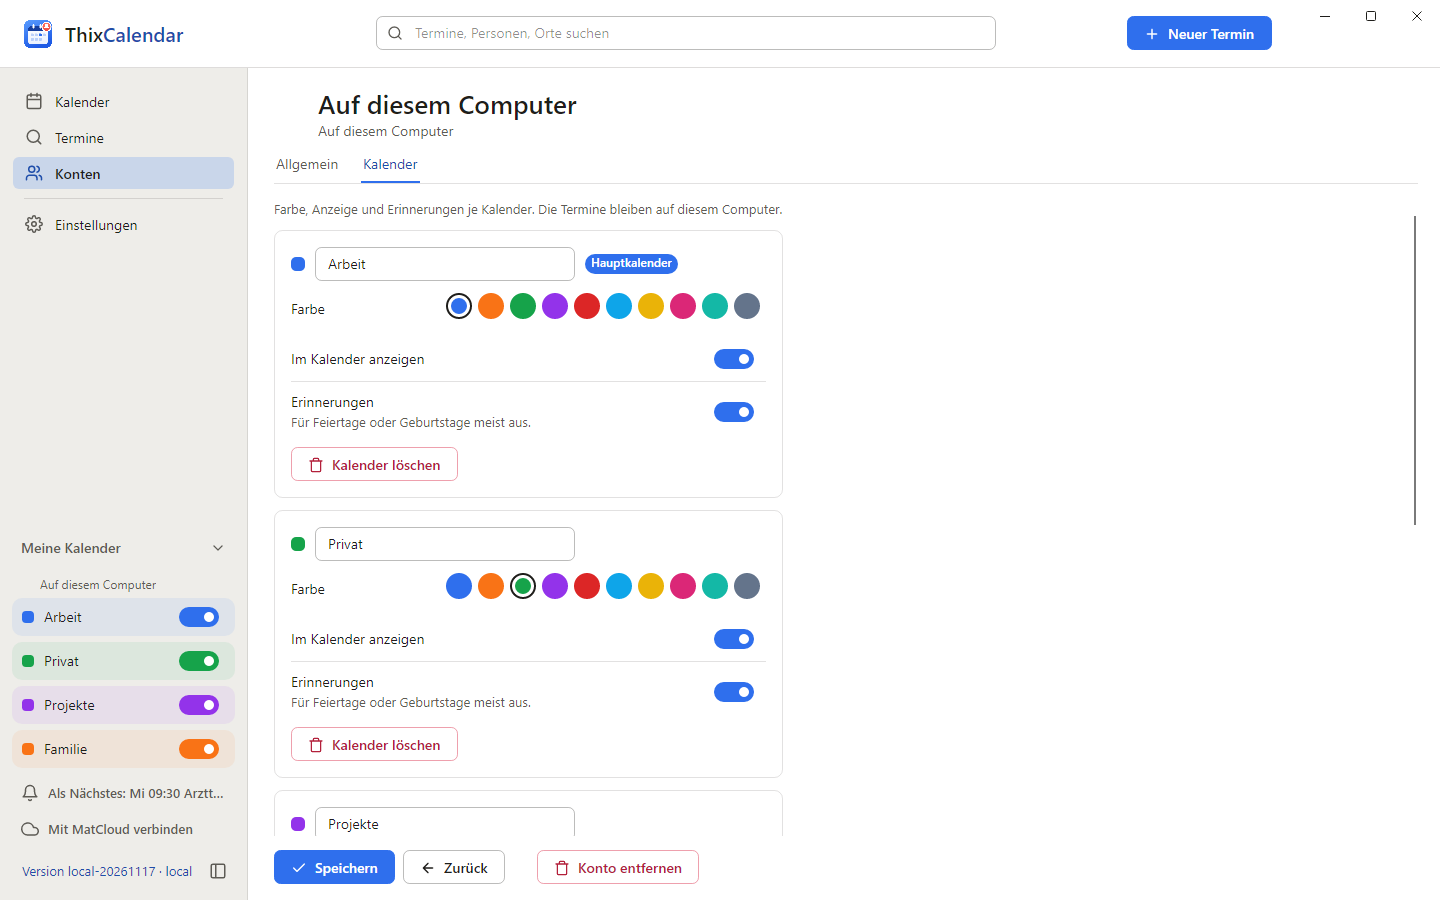 ThixCalendar
Termine, Personen, Orte suchen
Neuer Termin
Kalender
Termine
Konten
Einstellungen
Meine Kalender
Auf diesem Computer
Arbeit
Privat
Projekte
Familie
Als Nächstes: Mi 09:30 Arztt...
Mit MatCloud verbinden
Version local-20261117 · local
Auf diesem Computer
Auf diesem Computer
Allgemein Kalender
Farbe, Anzeige und Erinnerungen je Kalender. Die Termine bleiben auf diesem Computer.
Arbeit Hauptkalender
Farbe
Im Kalender anzeigen
Erinnerungen
Für Feiertage oder Geburtstage meist aus.
Kalender löschen
Privat
Farbe
Im Kalender anzeigen
Erinnerungen
Für Feiertage oder Geburtstage meist aus.
Kalender löschen
Projekte
Speichern Zurück Konto entfernen